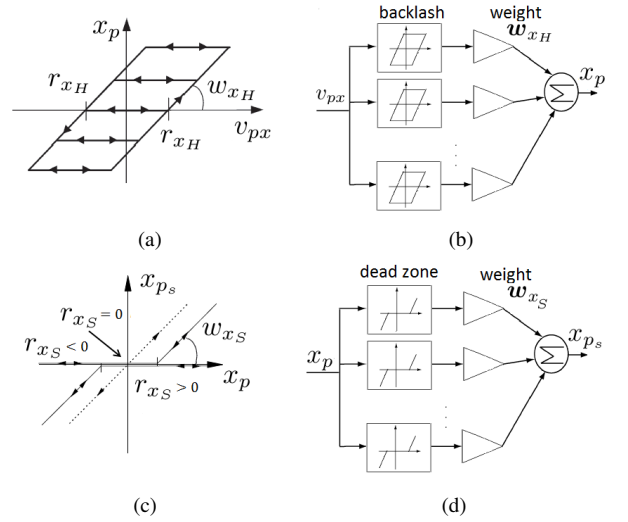 x_p
r_{x_H}
w_{x_H}
r_{x_H}
v_{px}
(a)
backlash weight
w_{x_H}
v_{px}
Σ
x_p
(b)
x_{p_s}
r_{x_S} = 0
r_{x_S} < 0
w_{x_S}
r_{x_S} > 0
x_p
(c)
dead zone weight
w_{x_S}
x_p
Σ
x_{p_s}
(d)